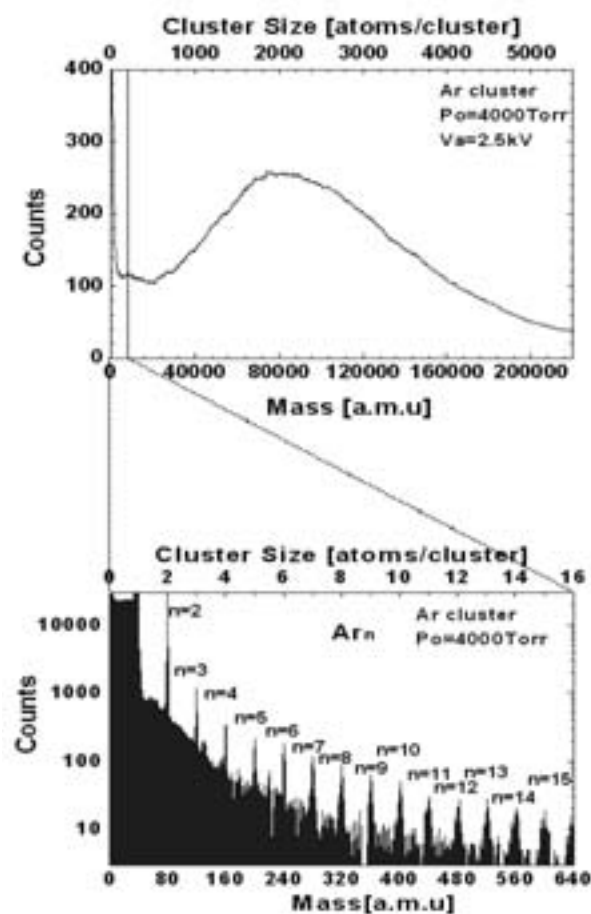 Cluster Size [atoms/cluster]
0 1000 2000 3000 4000 5000
400
300
200
100
0
Counts
Ar cluster
Po=4000Torr
Va=2.5kV
0 40000 80000 120000 160000 200000
Mass [a.m.u]
Cluster Size [atoms/cluster]
0 2 4 6 8 10 12 14 16
10000
1000
100
10
Counts
Arn
Ar cluster
Po=4000Torr
n=2
n=3
n=4
n=5
n=6
n=7
n=8
n=9
n=10
n=11
n=12
n=13
n=14
n=15
0 80 160 240 320 400 480 560 640
Mass[a.m.u]